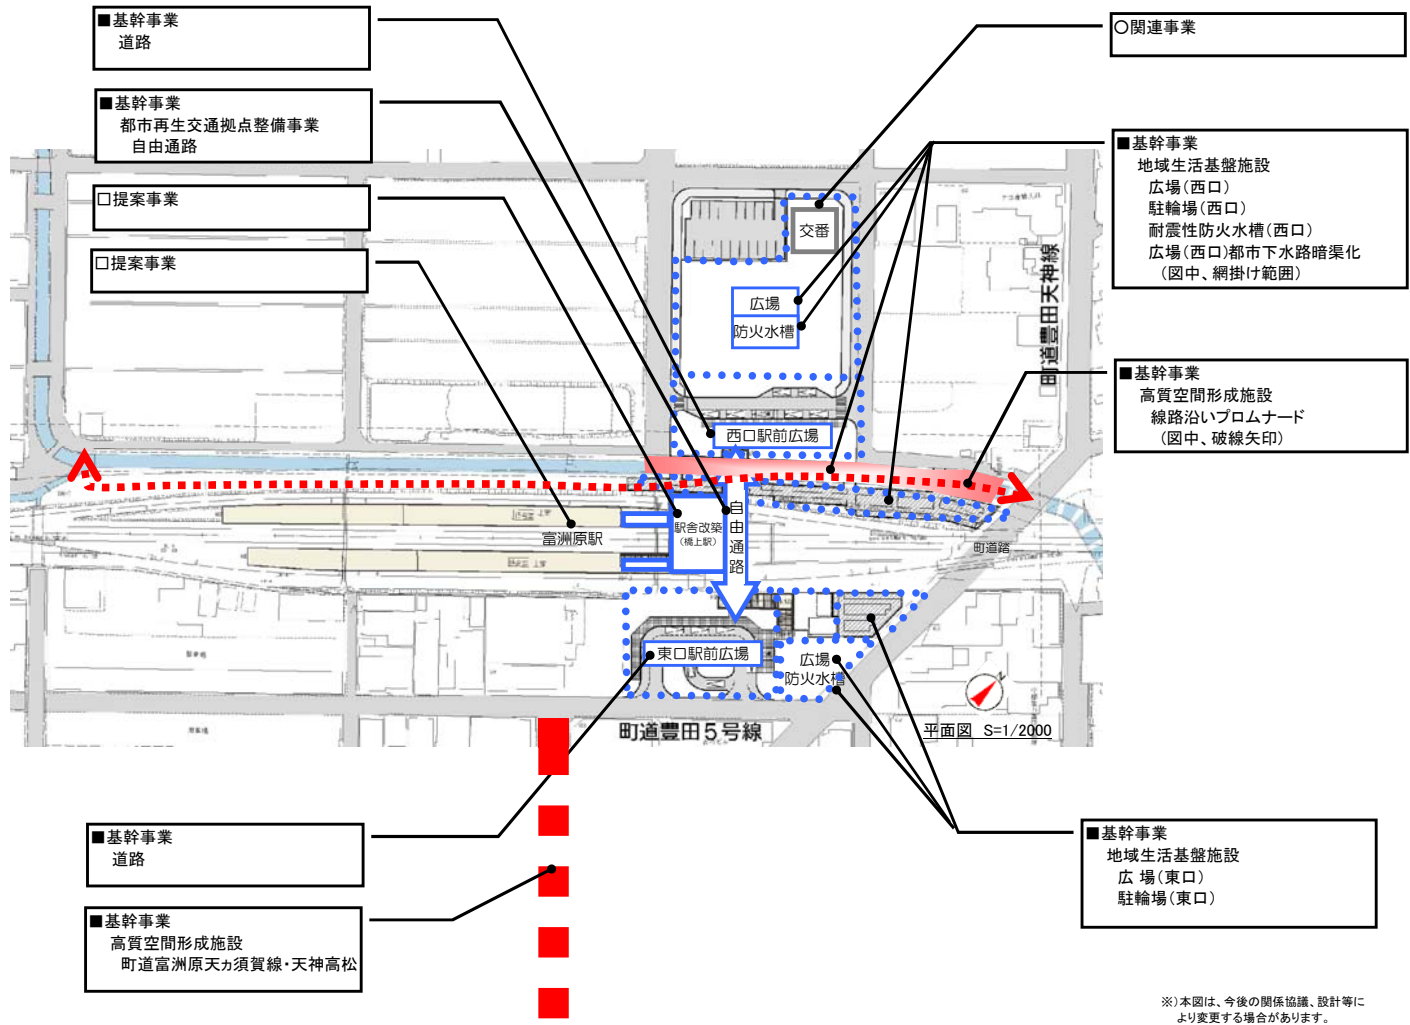 ■基幹事業
道路
■基幹事業
都市再生交通拠点整備事業
自由通路
□提案事業
□提案事業
○関連事業
■基幹事業
地域生活基盤施設
広場(西口)
駐輪場(西口)
耐震性防火水槽(西口)
広場(西口)都市下水路暗渠化
(図中、網掛け範囲)
■基幹事業
高質空間形成施設
線路沿いプロムナード
(図中、破線矢印)
交番
広場
防火水槽
町道豊田天神線
西口駅前広場
富洲原駅
駅舎改築
(橋上駅)
自由通路
町道踏
東口駅前広場
広場
防火水槽
町道豊田5号線
平面図 S=1/2000
■基幹事業
道路
■基幹事業
高質空間形成施設
町道富洲原天ヵ須賀線・天神高松
■基幹事業
地域生活基盤施設
広 場(東口)
駐輪場(東口)
※)本図は、今後の関係協議、設計等に
より変更する場合があります。